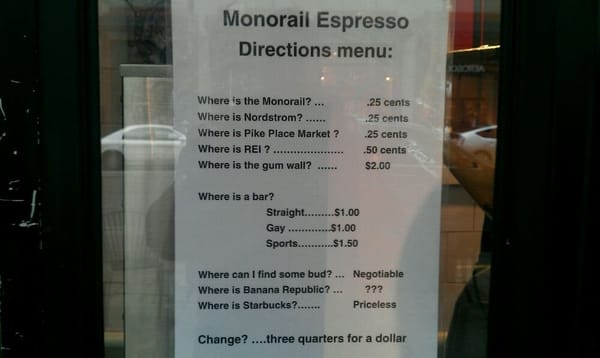 Monorail Espresso
Directions menu:
Where is the Monorail? ... .25 cents
Where is Nordstrom? ...... .25 cents
Where is Pike Place Market ? .25 cents
Where is REI ? ...................... .50 cents
Where is the gum wall? ...... $2.00
Where is a bar?
Straight.........$1.00
Gay .............$1.00
Sports..........$1.50
Where can I find some bud? ... Negotiable
Where is Banana Republic? ... ???
Where is Starbucks?....... Priceless
Change? ....three quarters for a dollar